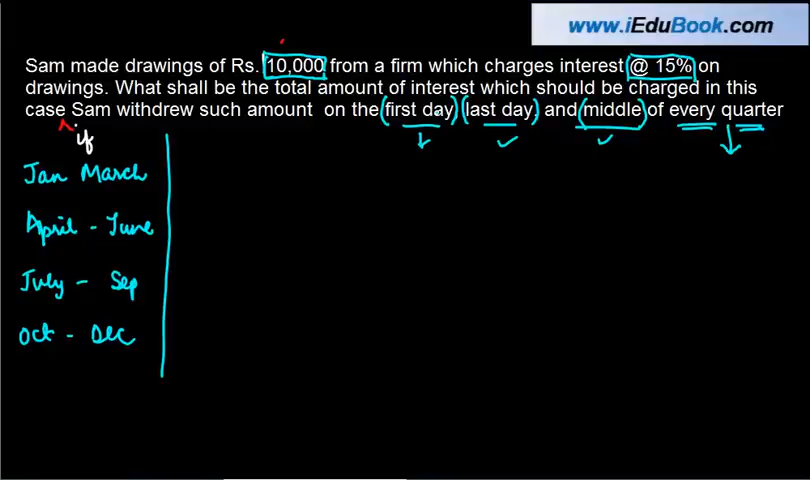 www.iEduBook.com
Sam made drawings of Rs. 10,000 from a firm which charges interest @ 15% on
drawings. What shall be the total amount of interest which should be charged in this
case Sam withdrew such amount on the (first day) (last day, and (middle) of every quarter
if
Jan March
April - June
July - Sep
Oct - Dec